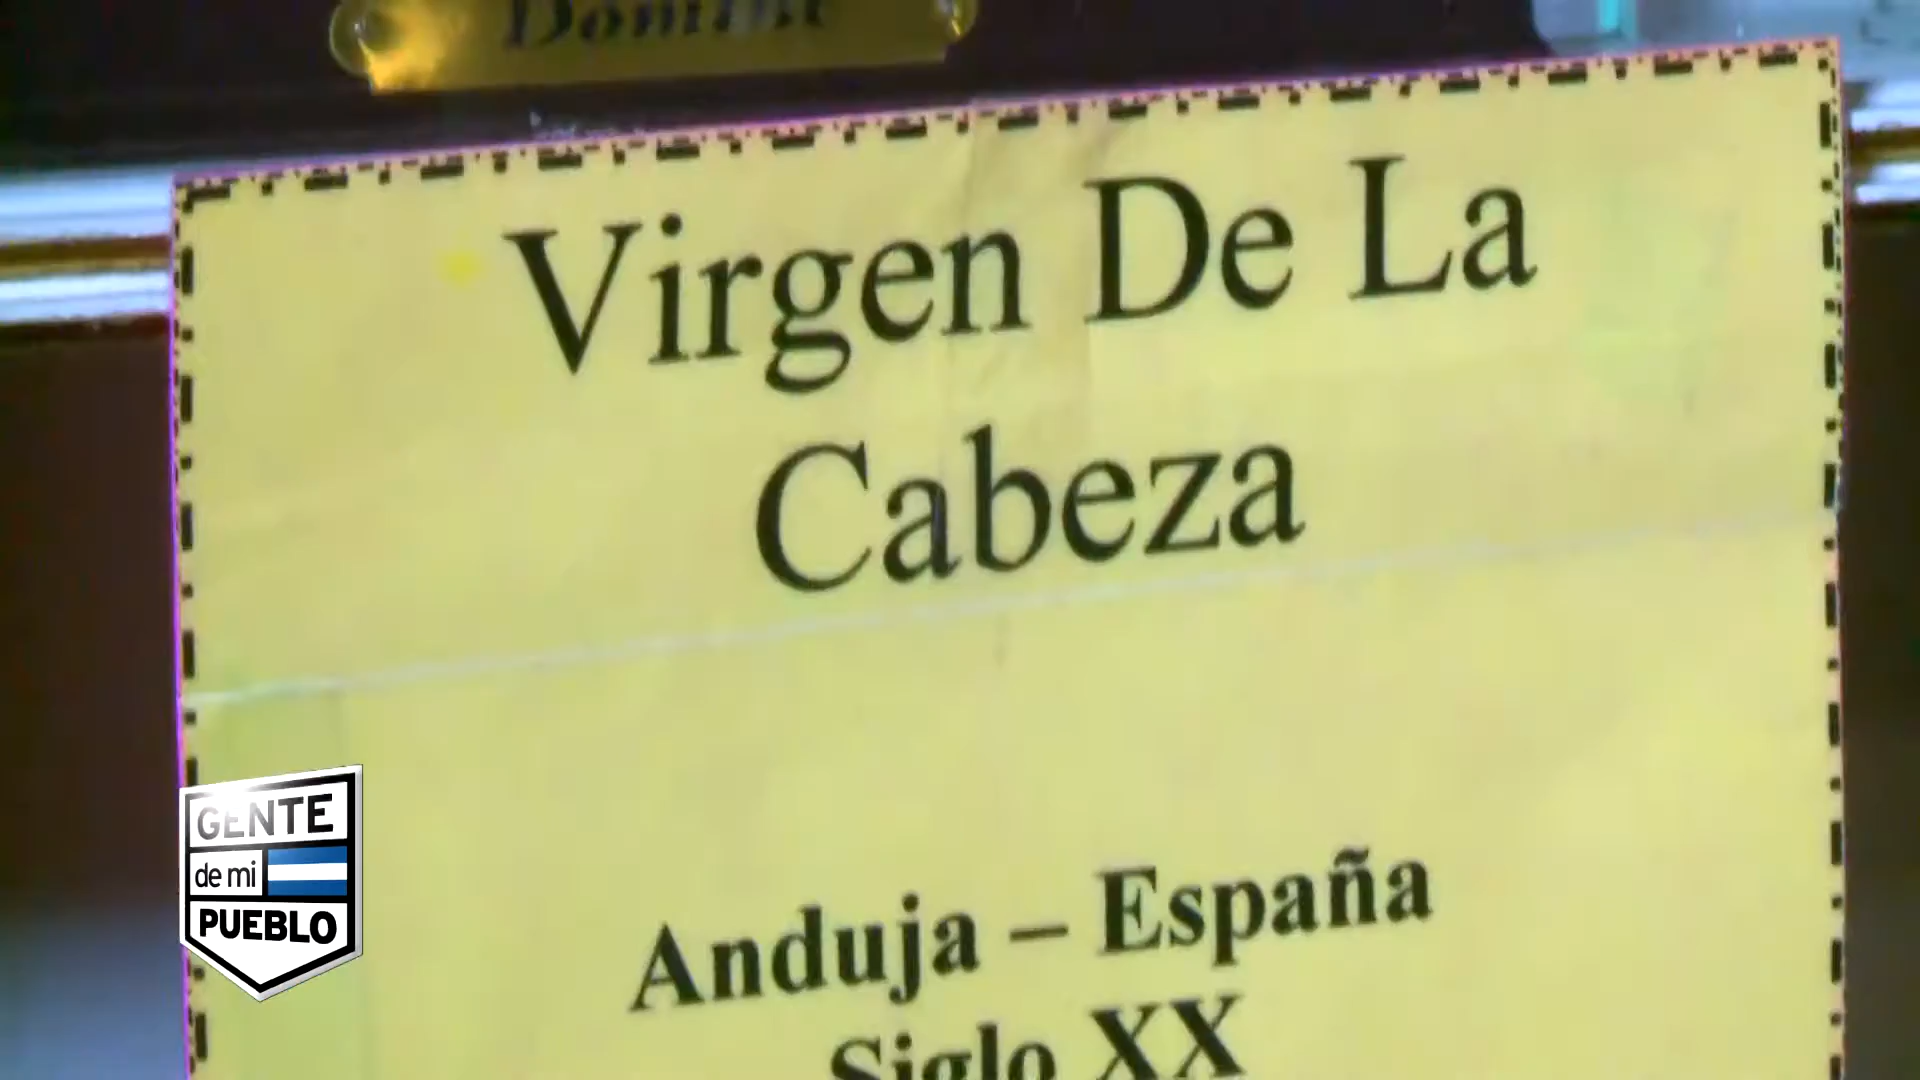 Virgen De La
Cabeza
Anduja – España
Siglo XX
GENTE
de mi
PUEBLO